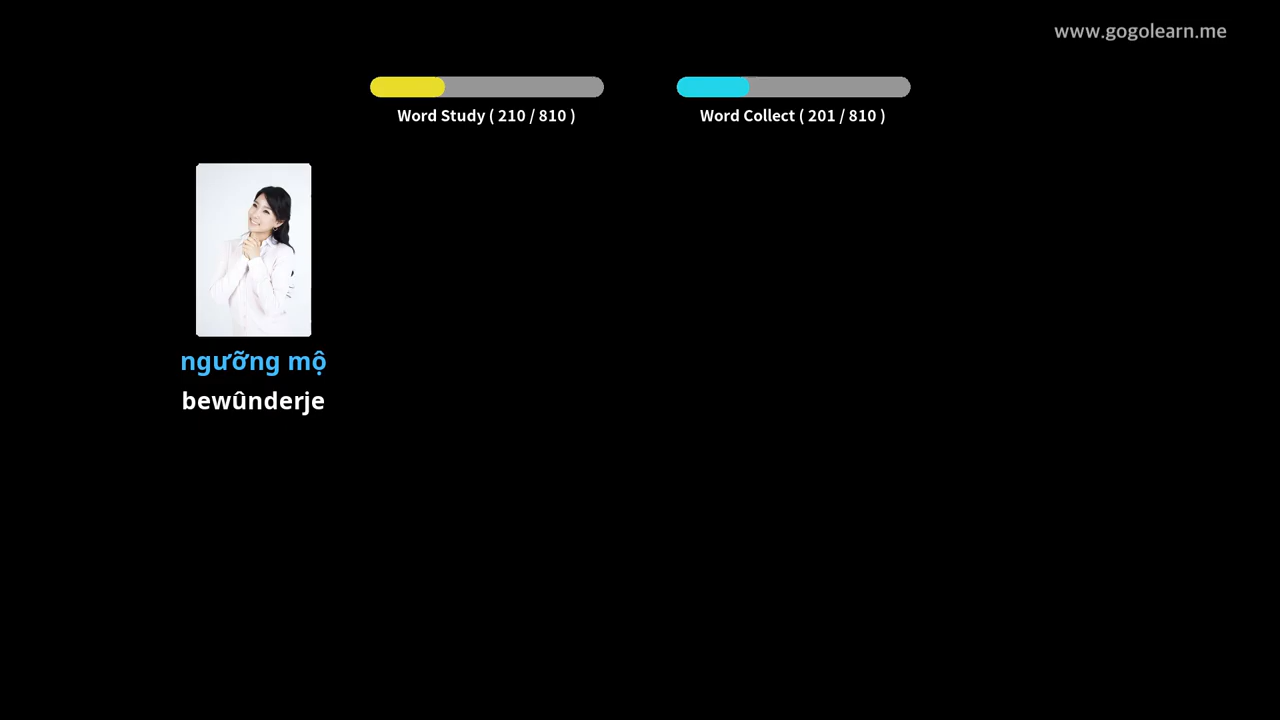 www.gogolearn.me
Word Study ( 210 / 810 )
Word Collect ( 201 / 810 )
ngưỡng mộ
bewûnderje